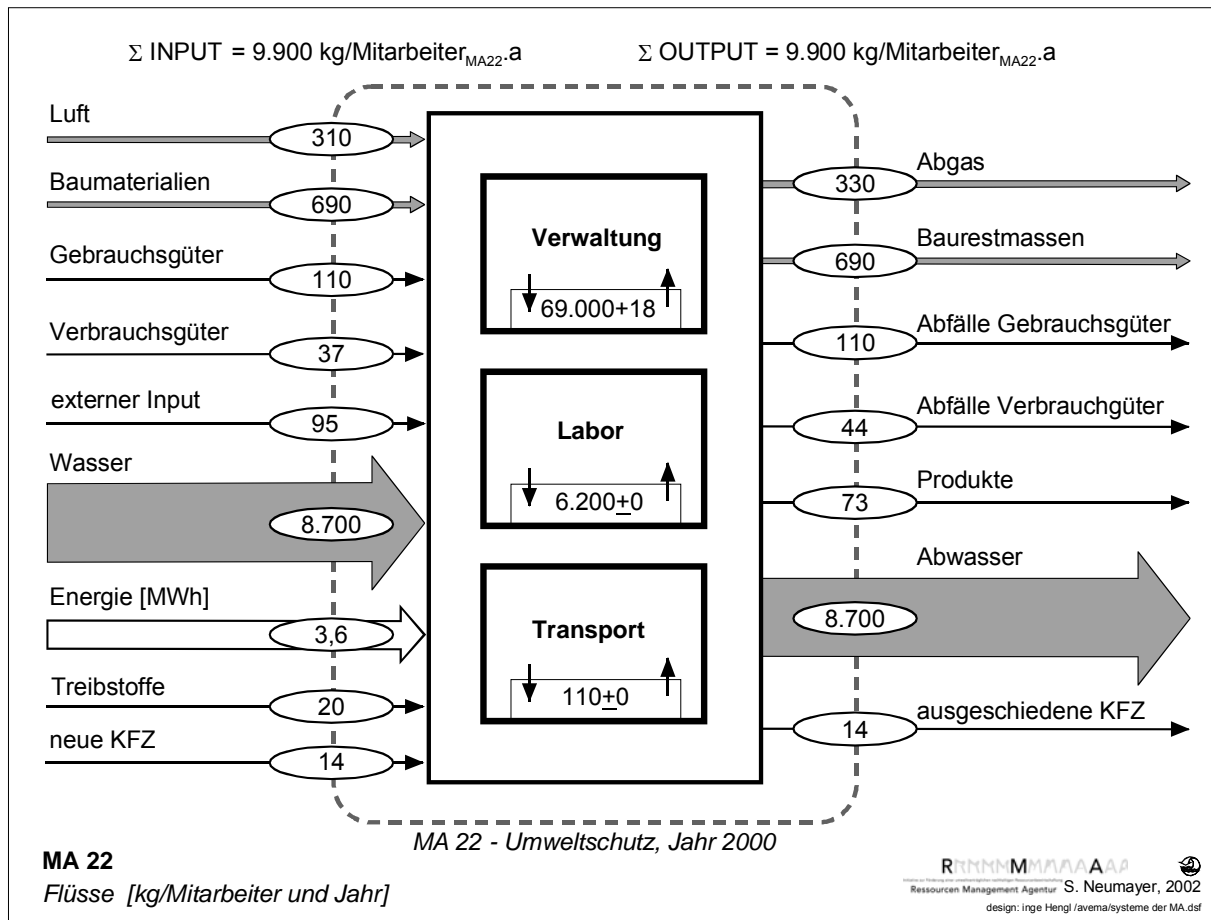 Σ INPUT = 9.900 kg/Mitarbeiter MA22.a
Σ OUTPUT = 9.900 kg/Mitarbeiter MA22.a
Luft
310
Baumaterialien
690
Gebrauchsgüter
110
Verbrauchsgüter
37
externer Input
95
Wasser
8.700
Energie [MWh]
3,6
Treibstoffe
20
neue KFZ
14
Verwaltung
69.000+18
Labor
6.200±0
Transport
110±0
Abgas
330
Baurestmassen
690
Abfälle Gebrauchsgüter
110
Abfälle Verbrauchgüter
44
Produkte
73
Abwasser
8.700
ausgeschiedene KFZ
14
MA 22 - Umweltschutz, Jahr 2000
MA 22
Flüsse [kg/Mitarbeiter und Jahr]
R M A
Ressourcen Management Agentur
S. Neumayer, 2002
design: inge Hengl /avema/systeme der MA.dsf